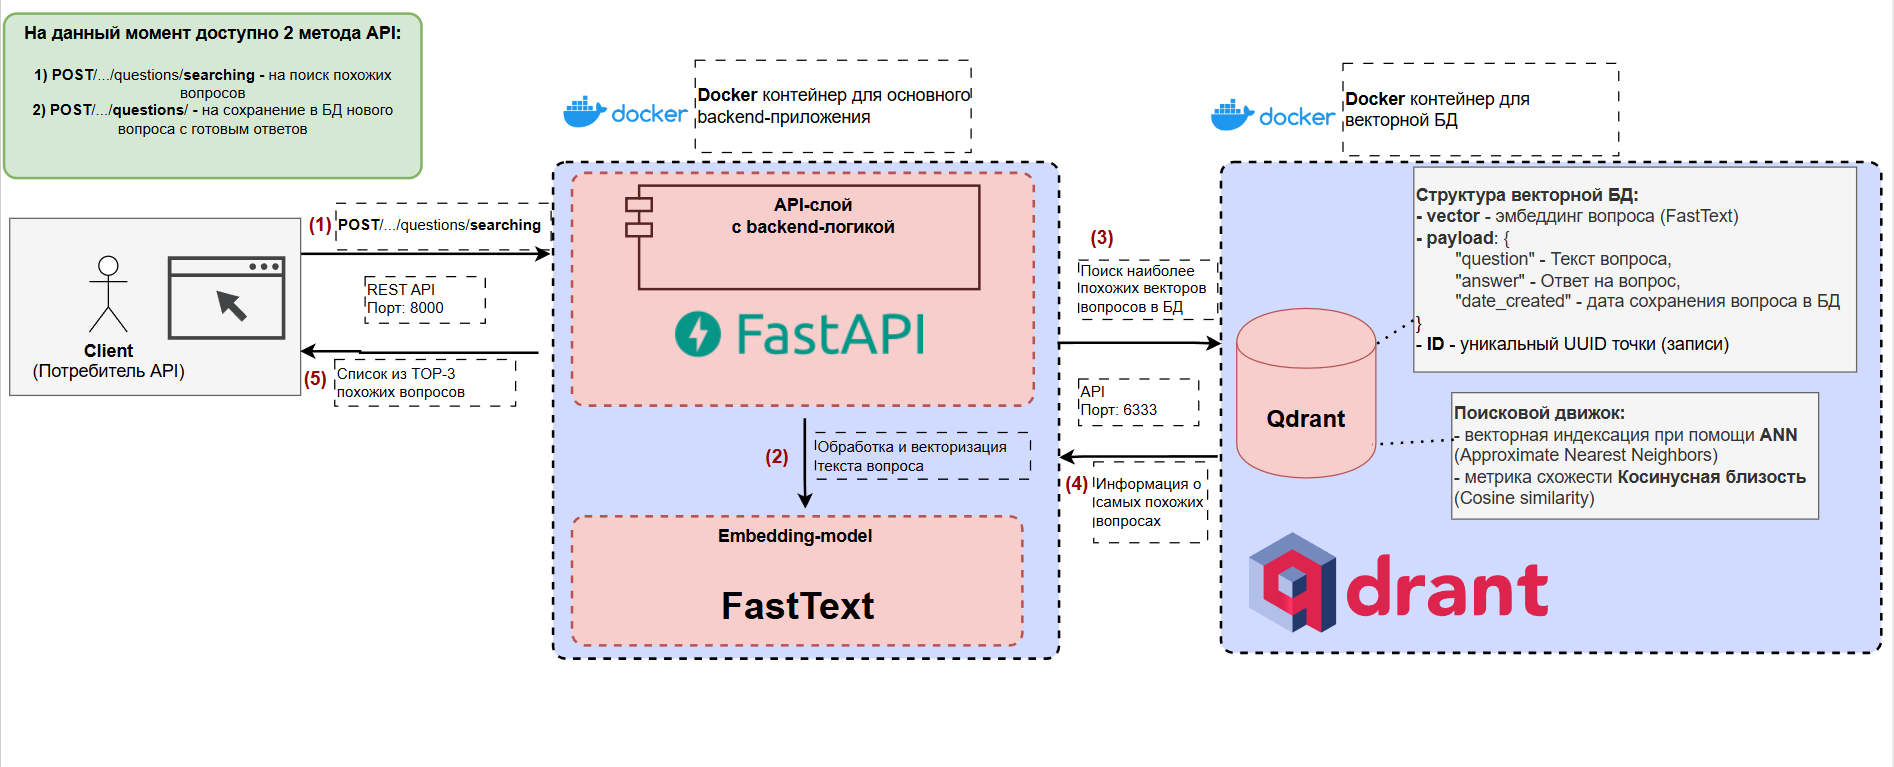 На данный момент доступно 2 метода API:
1) POST/.../questions/searching - на поиск похожих
вопросов
2) POST/.../questions/ - на сохранение в БД нового
вопроса с готовым ответов
docker
Docker контейнер для основного
backend-приложения
docker
Docker контейнер для
векторной БД
(1)
POST/.../questions/searching
REST API
Порт: 8000
Client
(Потребитель API)
(5)
Список из TOP-3
похожих вопросов
API-слой
с backend-логикой
FastAPI
(2)
Обработка и векторизация
текста вопроса
Embedding-model
FastText
(3)
Поиск наиболее
похожих векторов
вопросов в БД
API
Порт: 6333
(4)
Информация о
самых похожих
вопросах
Структура векторной БД:
- vector - эмбеддинг вопроса (FastText)
- payload: {
"question" - Текст вопроса,
"answer" - Ответ на вопрос,
"date_created" - дата сохранения вопроса в БД
}
- ID - уникальный UUID точки (записи)
Qdrant
Поисковой движок:
- векторная индексация при помощи ANN
(Approximate Nearest Neighbors)
- метрика схожести Косинусная близость
(Cosine similarity)
qdrant